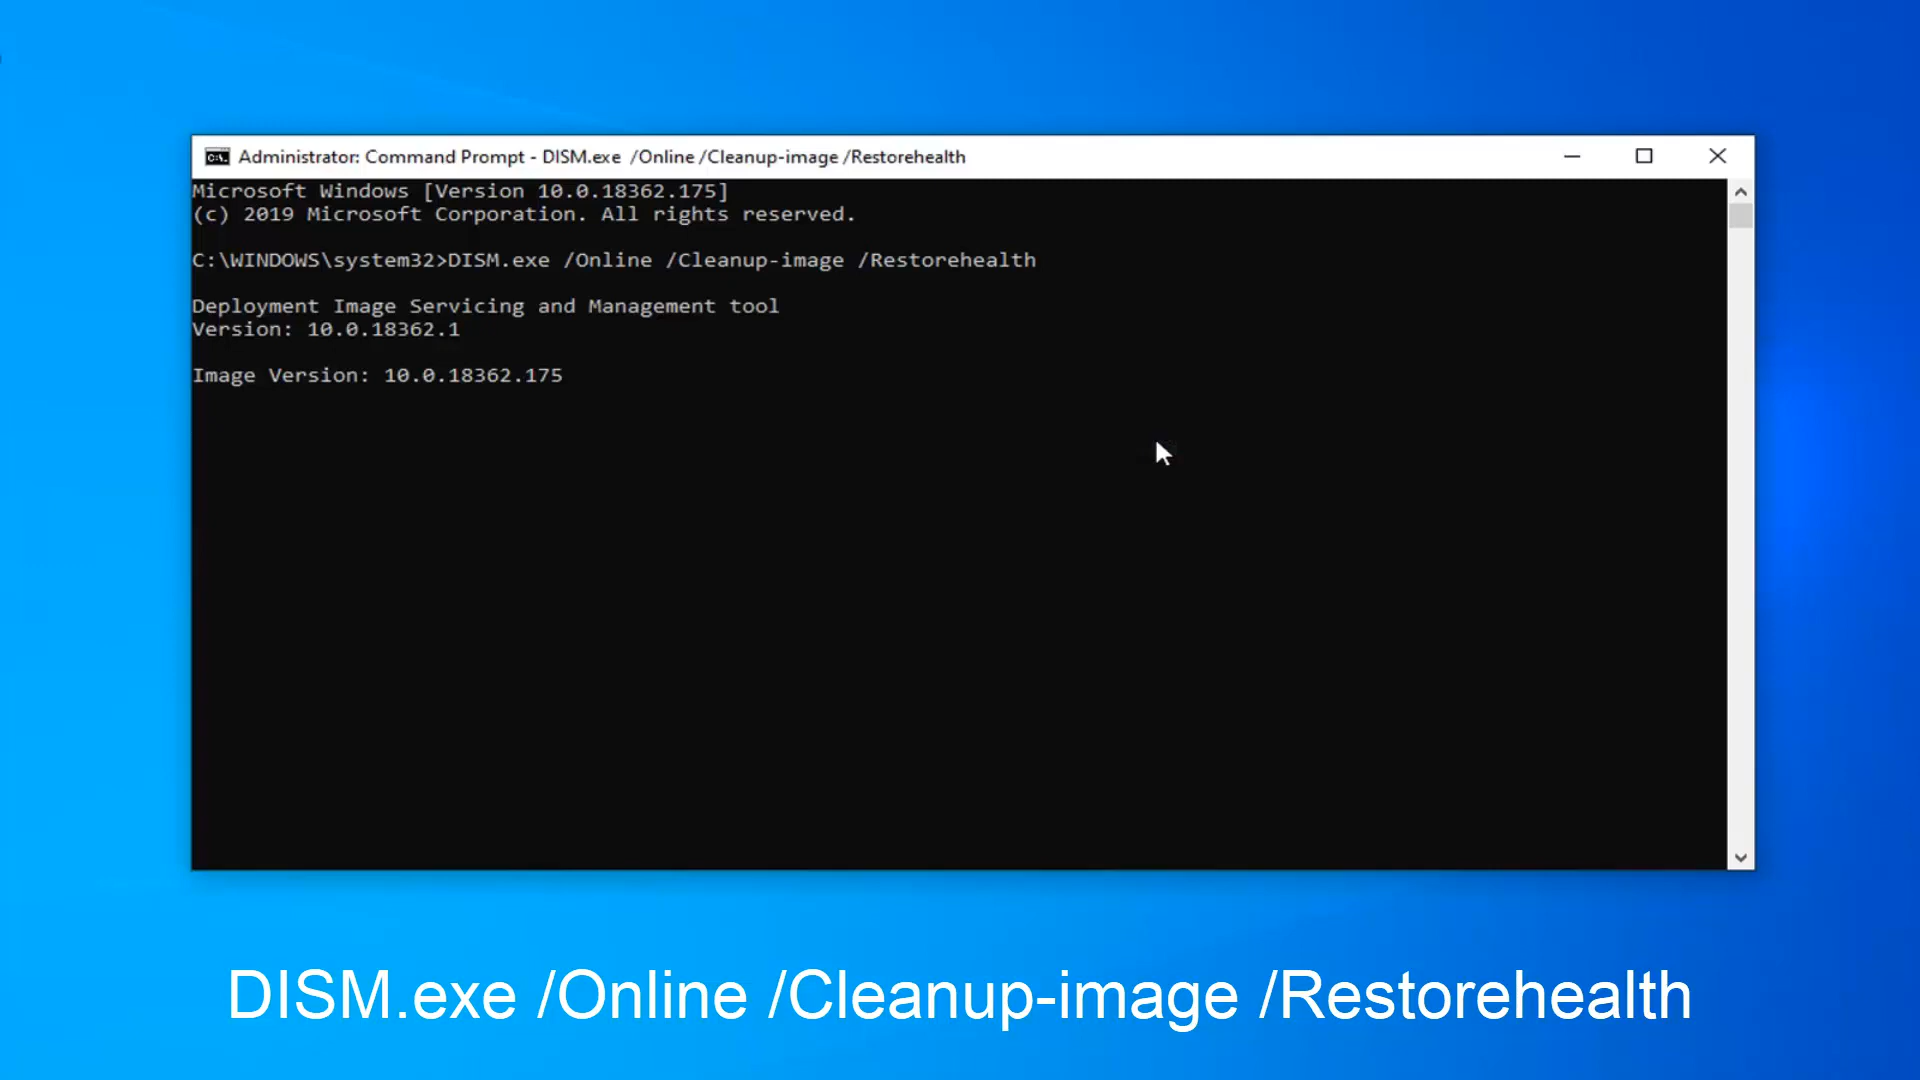 Administrator: Command Prompt - DISM.exe /Online /Cleanup-image /Restorehealth
Microsoft Windows [Version 10.0.18362.175]
(c) 2019 Microsoft Corporation. All rights reserved.
C:\WINDOWS\system32>DISM.exe /Online /Cleanup-image /Restorehealth
Deployment Image Servicing and Management tool
Version: 10.0.18362.1
Image Version: 10.0.18362.175
DISM.exe /Online /Cleanup-image /Restorehealth